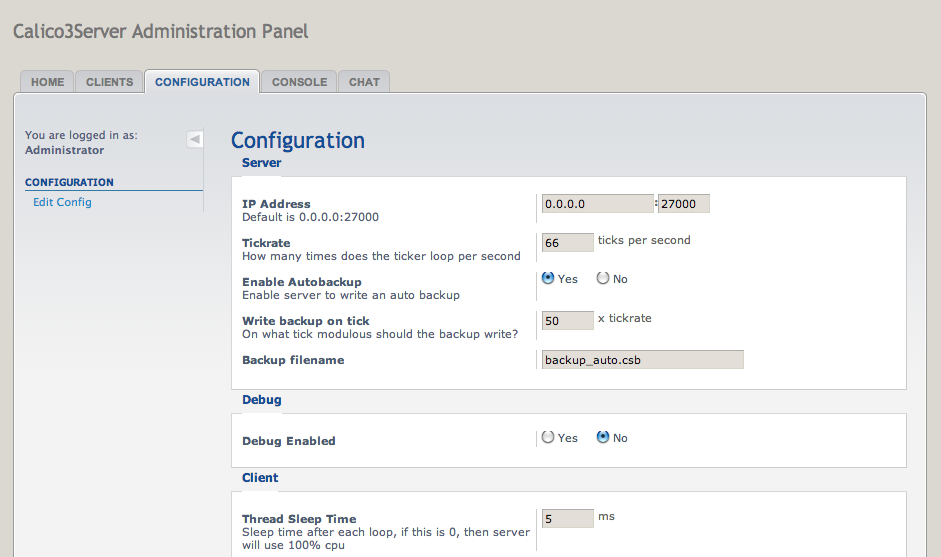 Calico3Server Administration Panel
HOME CLIENTS CONFIGURATION CONSOLE CHAT
You are logged in as:
Administrator
CONFIGURATION
Edit Config
Configuration
Server
IP Address
Default is 0.0.0.0:27000
0.0.0.0 : 27000
Tickrate
How many times does the ticker loop per second
66 ticks per second
Enable Autobackup
Enable server to write an auto backup
Yes No
Write backup on tick
On what tick modulous should the backup write?
50 x tickrate
Backup filename
backup_auto.csb
Debug
Debug Enabled
Yes No
Client
Thread Sleep Time
Sleep time after each loop, if this is 0, then server
will use 100% cpu
5 ms